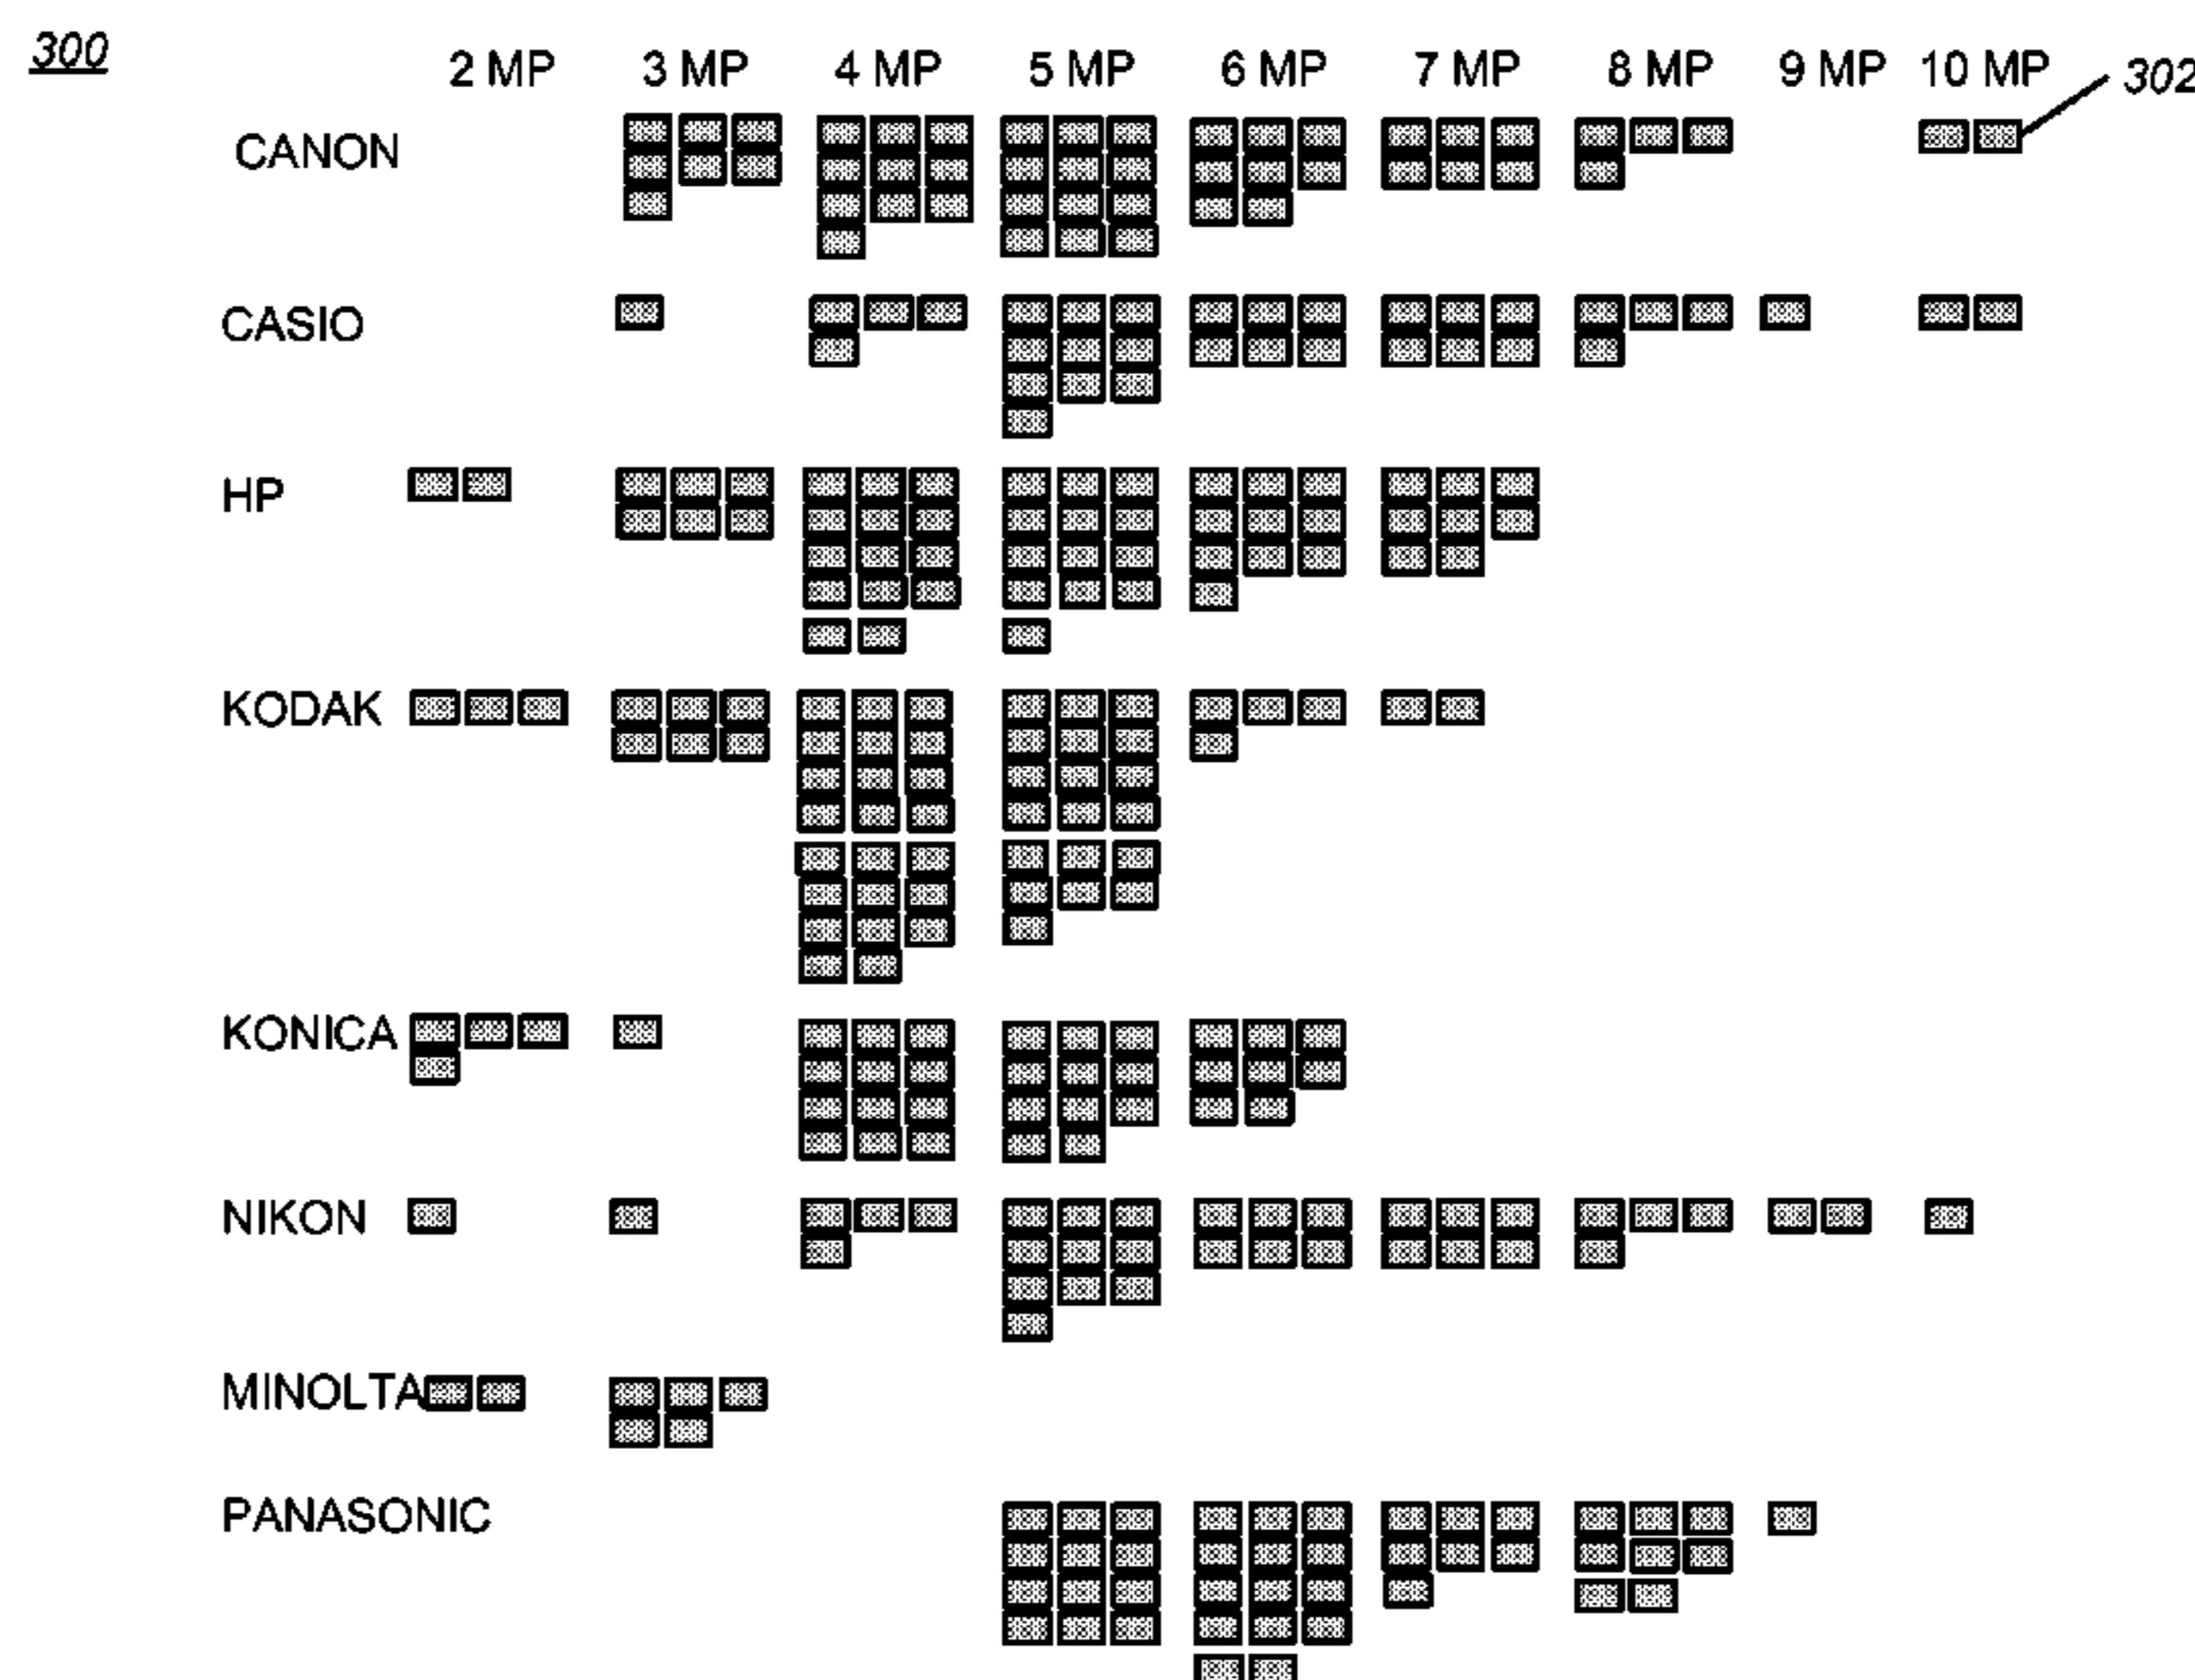 300
2 MP 3 MP 4 MP 5 MP 6 MP 7 MP 8 MP 9 MP 10 MP
302
CANON
CASIO
HP
KODAK
KONICA
NIKON
MINOLTA
PANASONIC